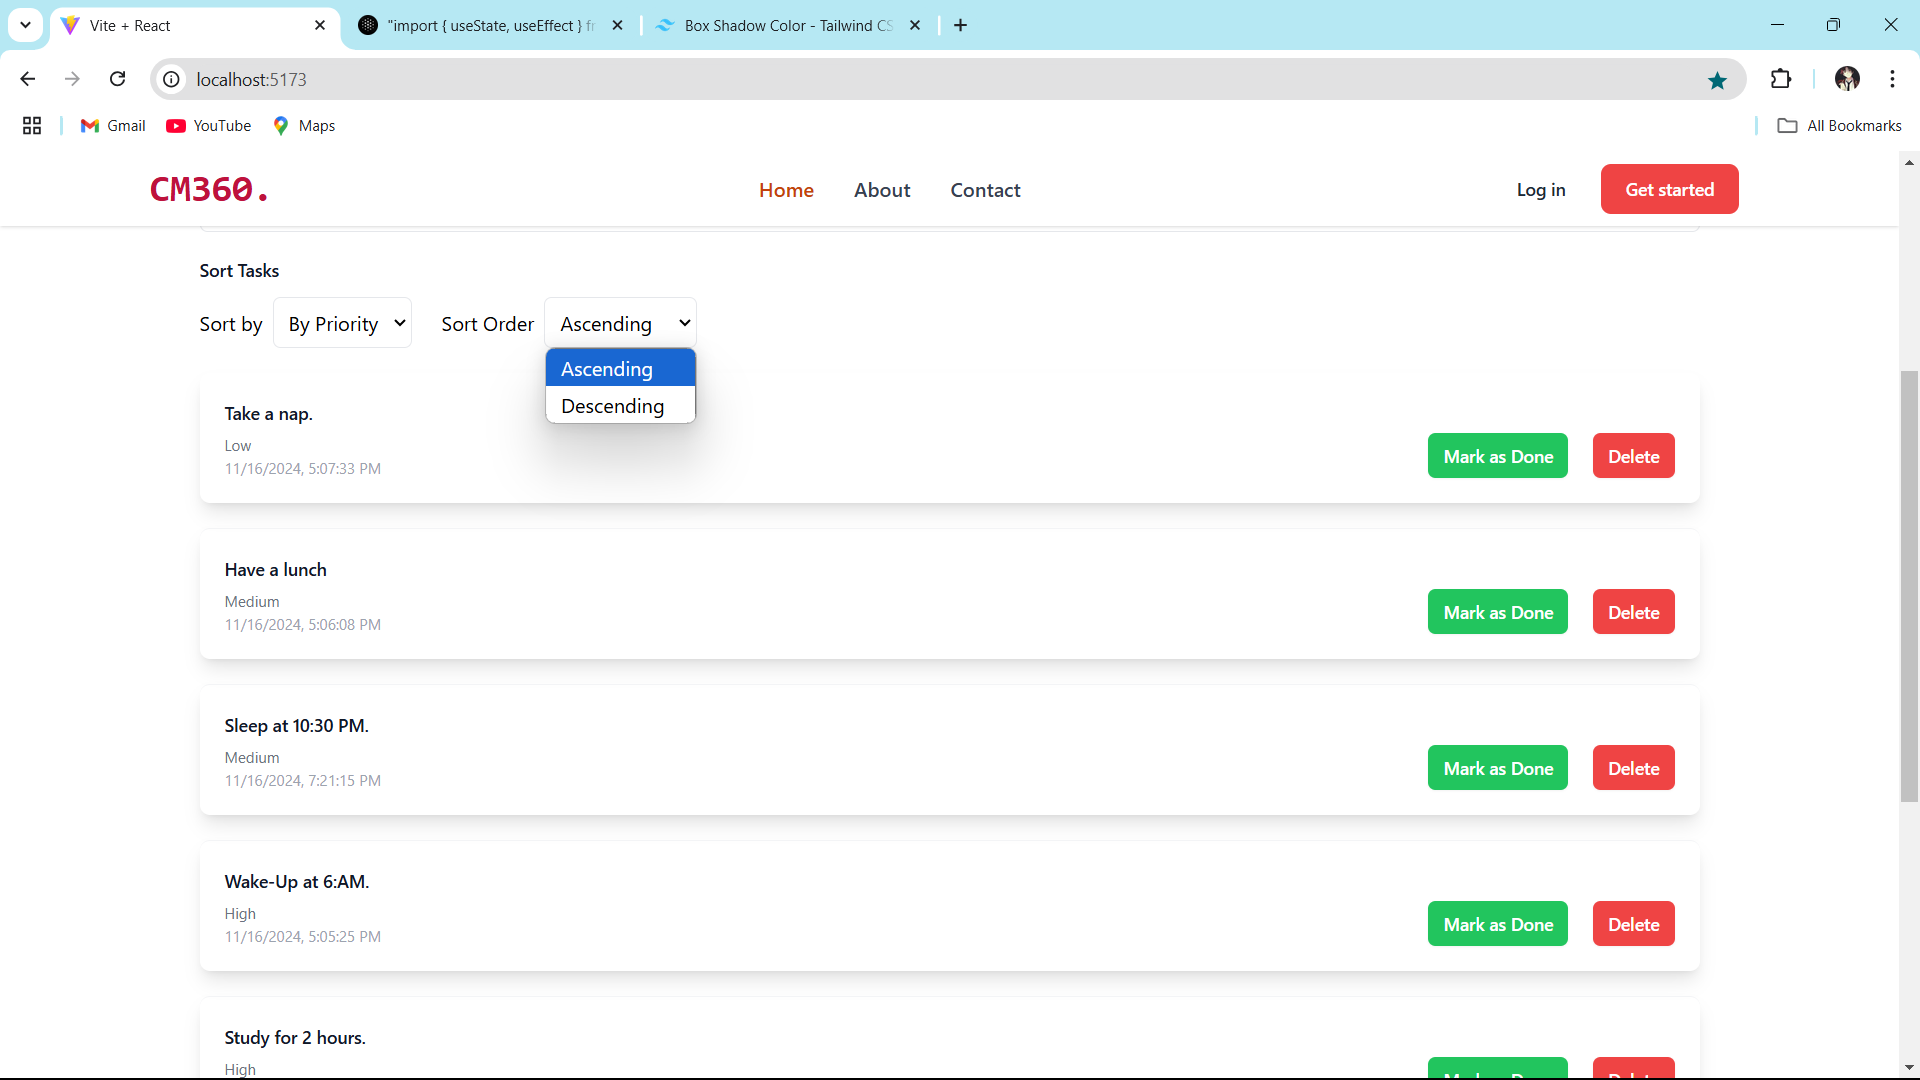 Vite + React
"import { useState, useEffect } fr
Box Shadow Color - Tailwind CS
localhost:5173
Gmail
YouTube
Maps
All Bookmarks
CM360.
Home
About
Contact
Log in
Get started
Sort Tasks
Sort by
By Priority
Sort Order
Ascending
Ascending
Descending
Take a nap.
Low
11/16/2024, 5:07:33 PM
Mark as Done
Delete
Have a lunch
Medium
11/16/2024, 5:06:08 PM
Mark as Done
Delete
Sleep at 10:30 PM.
Medium
11/16/2024, 7:21:15 PM
Mark as Done
Delete
Wake-Up at 6:AM.
High
11/16/2024, 5:05:25 PM
Mark as Done
Delete
Study for 2 hours.
High